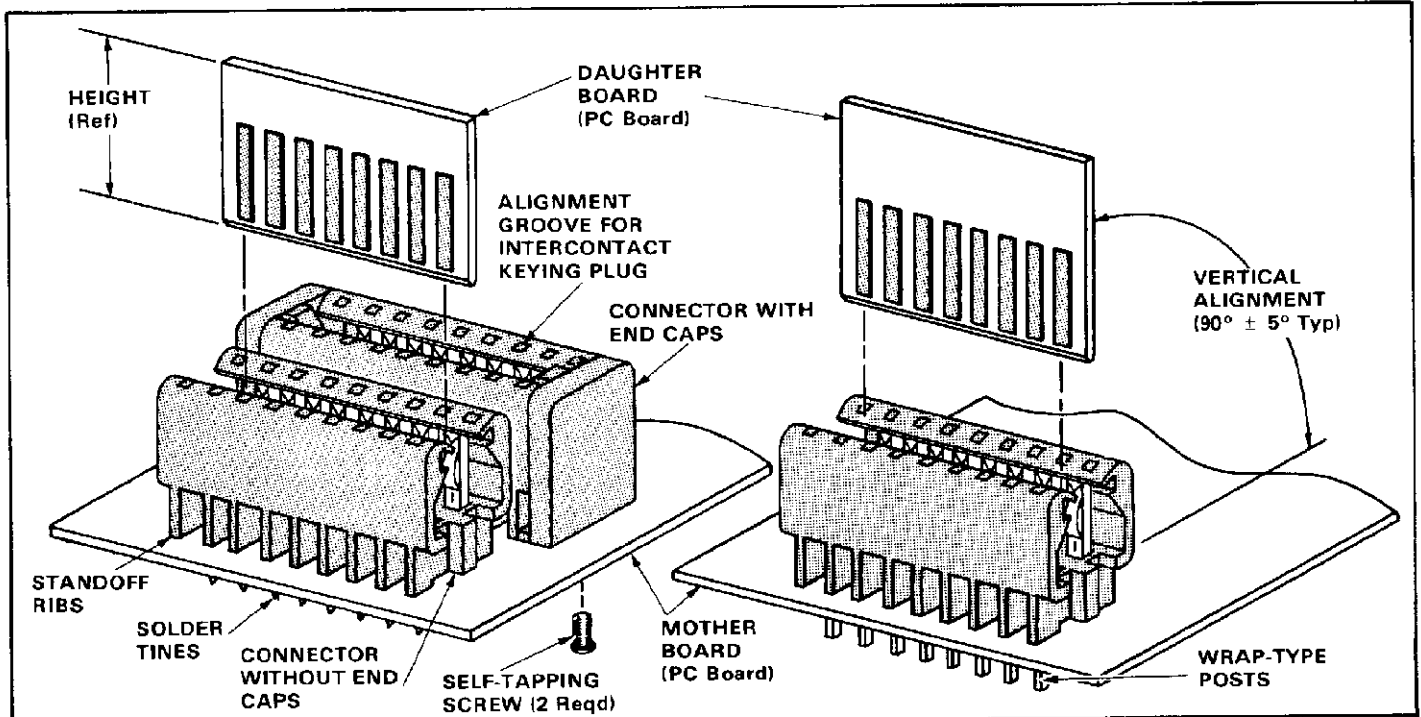 HEIGHT
(Ref)
DAUGHTER
BOARD
(PC Board)
ALIGNMENT
GROOVE FOR
INTERCONTACT
KEYING PLUG
CONNECTOR WITH
END CAPS
VERTICAL
ALIGNMENT
(90° ± 5° Typ)
STANDOFF
RIBS
SOLDER
TINES
CONNECTOR
WITHOUT END
CAPS
SELF-TAPPING
SCREW (2 Reqd)
MOTHER
BOARD
(PC Board)
WRAP-TYPE
POSTS